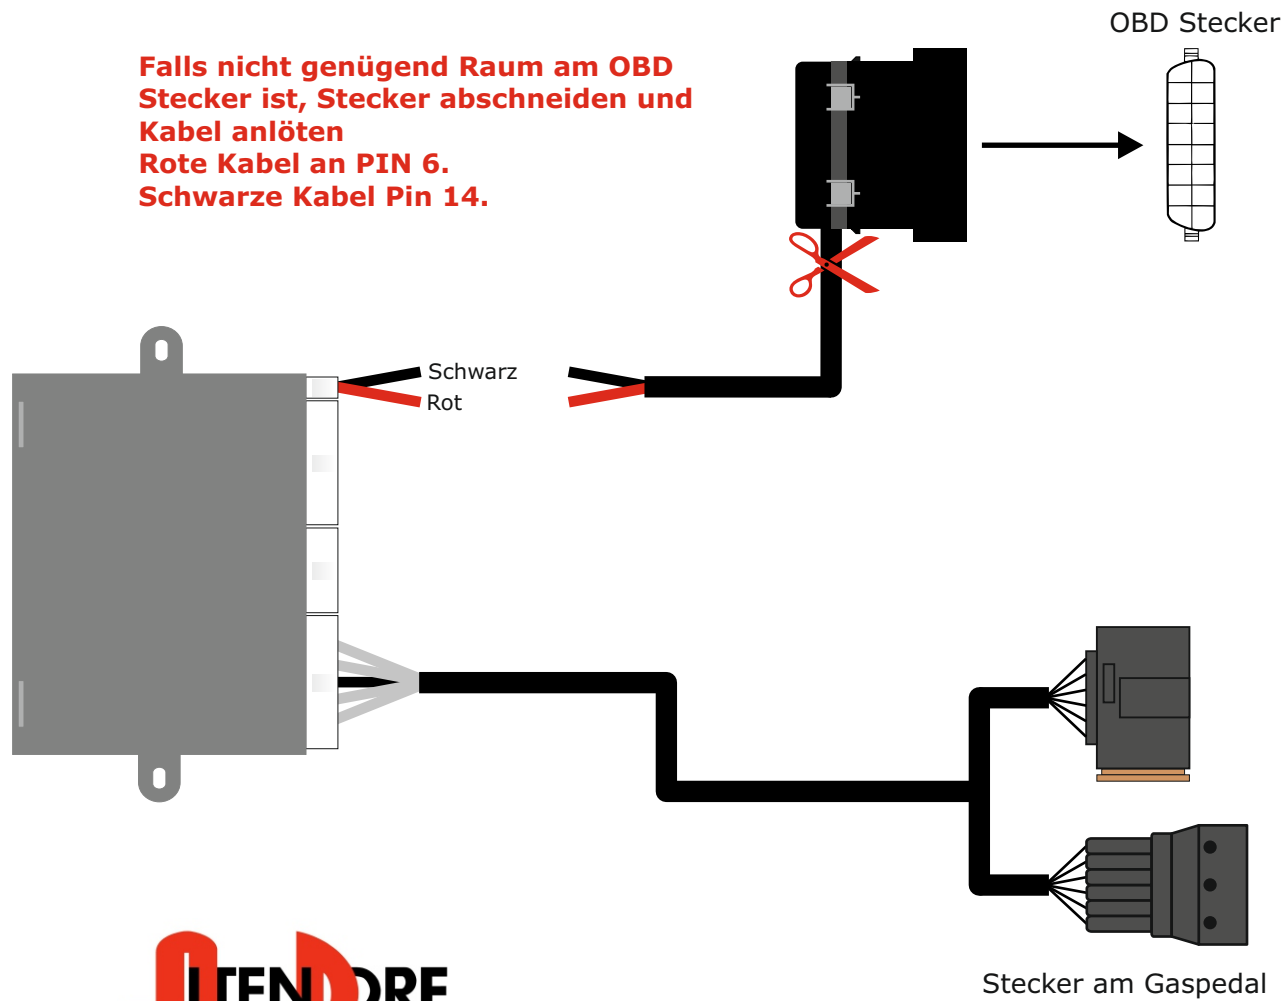 OBD Stecker
Falls nicht genügend Raum am OBD
Stecker ist, Stecker abschneiden und
Kabel anlöten
Rote Kabel an PIN 6.
Schwarze Kabel Pin 14.
Schwarz
Rot
Stecker am Gaspedal